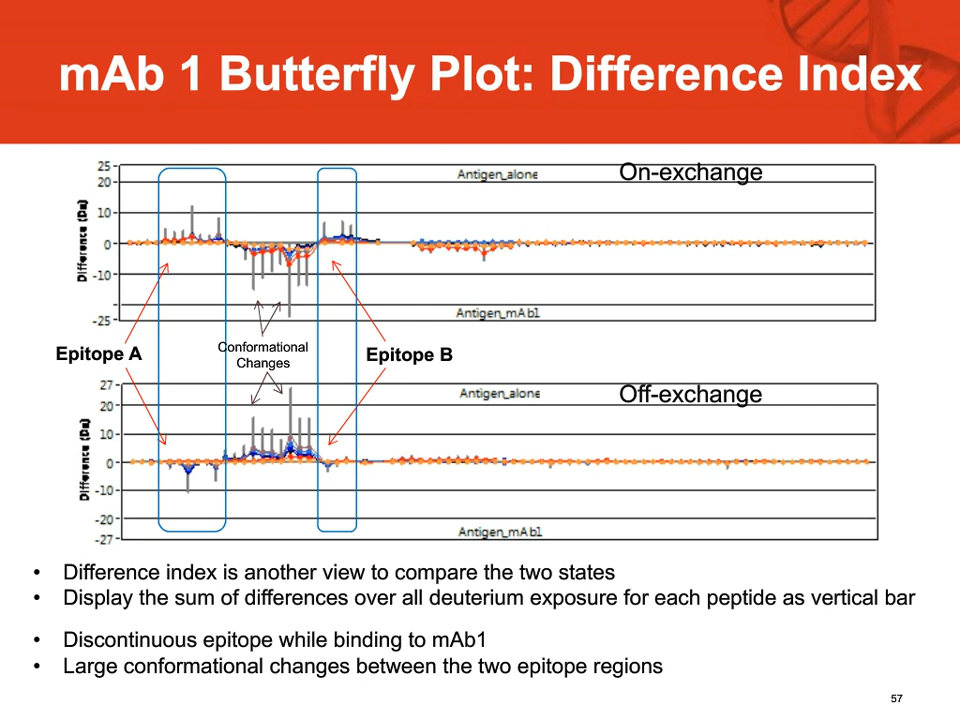 mAb 1 Butterfly Plot: Difference Index
25
20
10
0
-10
-25
Difference (Da)
Antigen_alone
On-exchange
Antigen_mAb1
Epitope A
Conformational
Changes
Epitope B
27
20
10
0
-10
-20
-27
Difference (Da)
Antigen_alone
Off-exchange
Antigen_mAb1
• Difference index is another view to compare the two states
• Display the sum of differences over all deuterium exposure for each peptide as vertical bar
• Discontinuous epitope while binding to mAb1
• Large conformational changes between the two epitope regions
57